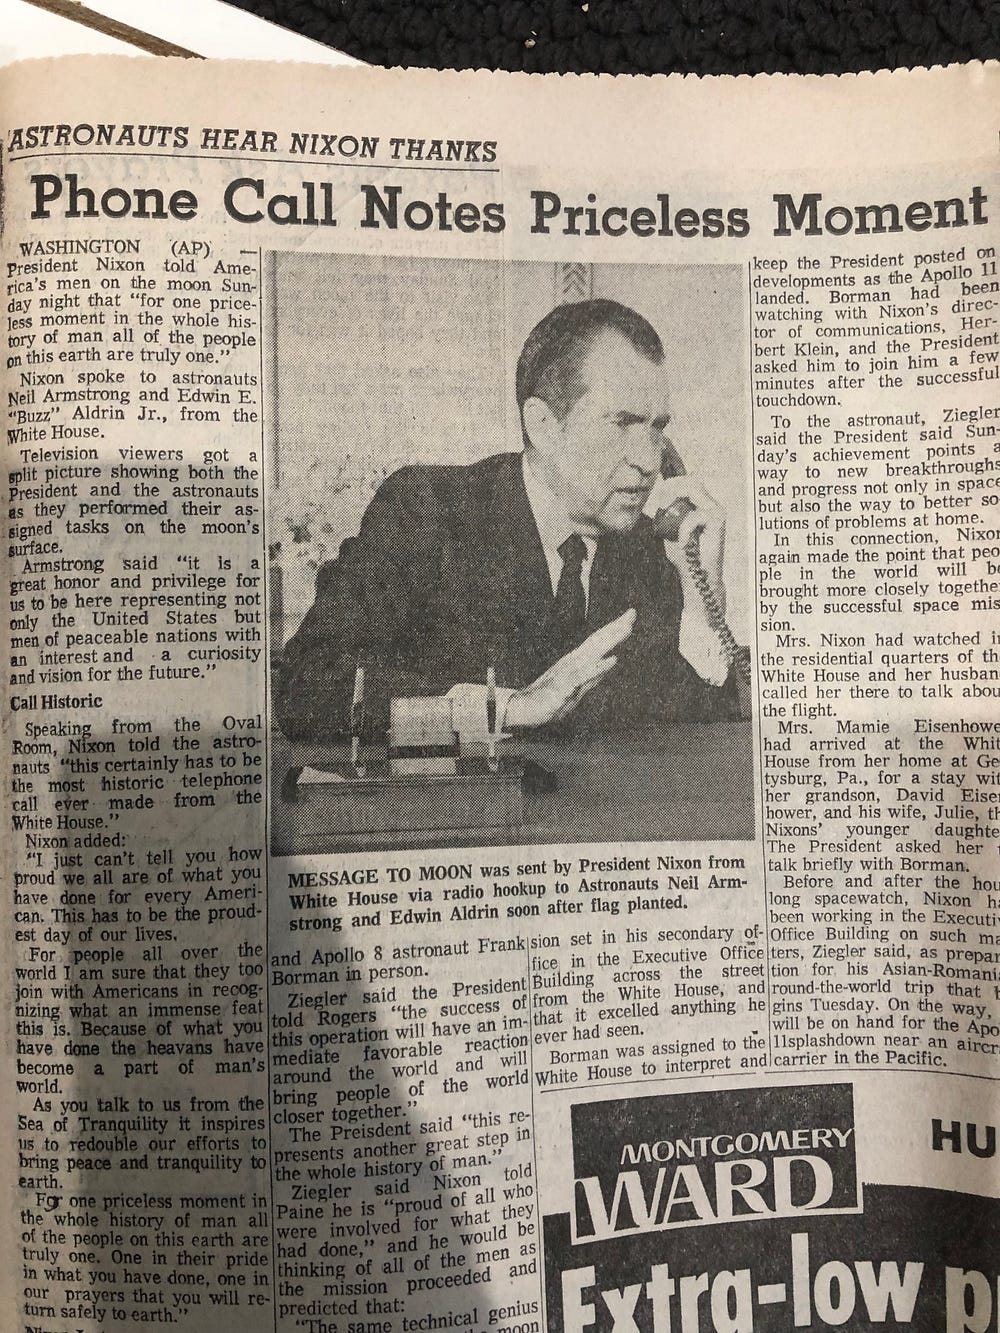 ASTRONAUTS HEAR NIXON THANKS
Phone Call Notes Priceless Moment
WASHINGTON (AP) —
President Nixon told Ame-
rica's men on the moon Sun-
day night that "for one price-
less moment in the whole his-
tory of man all of the people
on this earth are truly one."
Nixon spoke to astronauts
Neil Armstrong and Edwin E.
"Buzz" Aldrin Jr., from the
White House.
Television viewers got a
split picture showing both the
President and the astronauts
as they performed their as-
signed tasks on the moon's
surface.
Armstrong said "it is a
great honor and privilege for
us to be here representing not
only the United States but
men of peaceable nations with
an interest and a curiosity
and vision for the future."
Call Historic
Speaking from the Oval
Room, Nixon told the astro-
nauts "this certainly has to be
the most historic telephone
call ever made from the
White House."
Nixon added:
"I just can't tell you how
proud we all are of what you
have done for every Ameri-
can. This has to be the proud-
est day of our lives.
For people all over the
world I am sure that they too
join with Americans in recog-
nizing what an immense feat
this is. Because of what you
have done the heavans have
become a part of man's
world.
As you talk to us from the
Sea of Tranquility it inspires
us to redouble our efforts to
bring peace and tranquility to
earth.
For one priceless moment in
the whole history of man all
of the people on this earth are
truly one. One in their pride
in what you have done, one in
our prayers that you will re-
turn safely to earth."
MESSAGE TO MOON was sent by President Nixon from
White House via radio hookup to Astronauts Neil Arm-
strong and Edwin Aldrin soon after flag planted.
and Apollo 8 astronaut Frank
Borman in person.
Ziegler said the President
told Rogers "the success of
this operation will have an im-
mediate favorable reaction
around the world and will
bring people of the world
closer together."
The Preisdent said "this re-
presents another great step in
the whole history of man."
Ziegler said Nixon told
Paine he is "proud of all who
were involved for what they
had done," and he would be
thinking of all of the men as
the mission proceeded and
predicted that:
"The same technical genius
moon
sion set in his secondary of-
fice in the Executive Office
Building across the street
from the White House, and
that it excelled anything he
ever had seen.
Borman was assigned to the
White House to interpret and
keep the President posted on
developments as the Apollo 11
landed. Borman had been
watching with Nixon's direc-
tor of communications, Her-
bert Klein, and the President
asked him to join him a few
minutes after the successful
touchdown.
To the astronaut, Ziegler
said the President said Sun-
day's achievement points a
way to new breakthroughs
and progress not only in space
but also the way to better so-
lutions of problems at home.
In this connection, Nixon
again made the point that peo
ple in the world will be
brought more closely together
by the successful space mis
sion.
Mrs. Nixon had watched in
the residential quarters of th
White House and her husban
called her there to talk abou
the flight.
Mrs. Mamie Eisenhowe
had arrived at the Whit
House from her home at Ge
tysburg, Pa., for a stay wit
her grandson, David Eise
hower, and his wife, Julie, th
Nixons' younger daughte
The President asked her
talk briefly with Borman.
Before and after the hou
long spacewatch, Nixon h
been working in the Executi
Office Building on such ma
ters, Ziegler said, as prepar
tion for his Asian-Romani
round-the-world trip that
gins Tuesday. On the way,
will be on hand for the Apo
11splashdown near an aircr
carrier in the Pacific.
MONTGOMERY
WARD
HU
Extra-low p